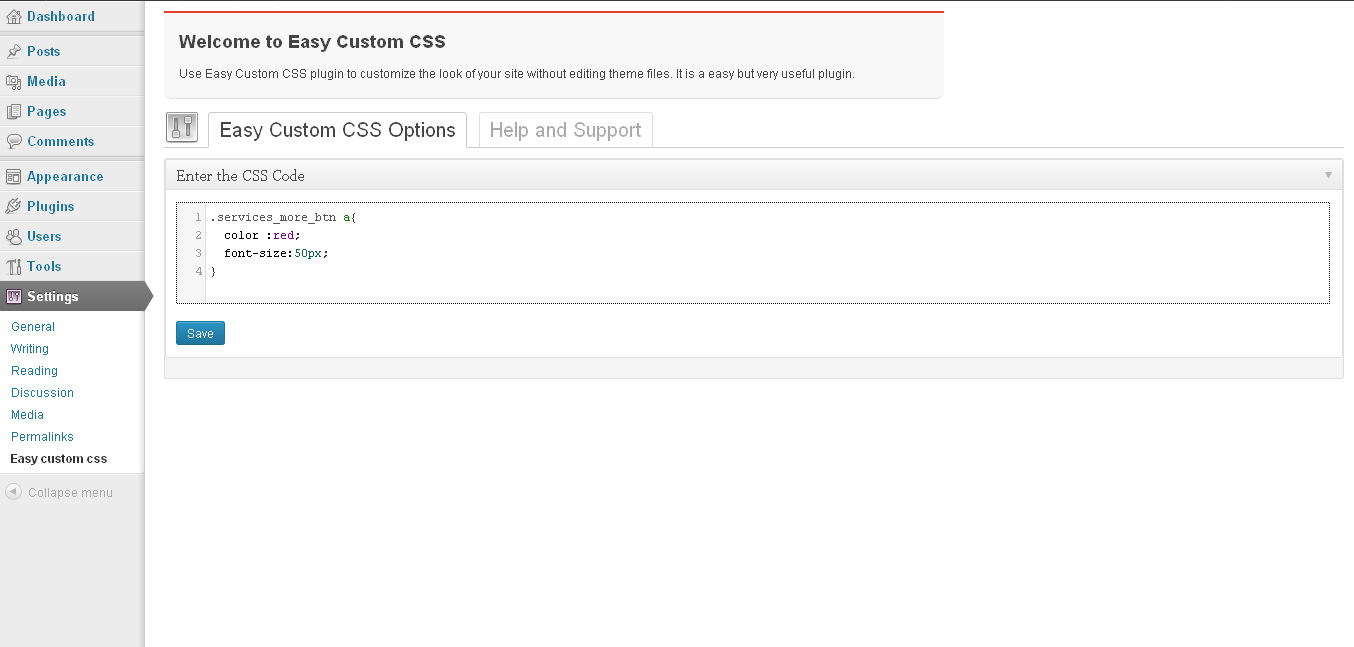 Dashboard
Posts
Media
Pages
Comments
Appearance
Plugins
Users
Tools
Settings
General
Writing
Reading
Discussion
Media
Permalinks
Easy custom css
Collapse menu
Welcome to Easy Custom CSS
Use Easy Custom CSS plugin to customize the look of your site without editing theme files. It is a easy but very useful plugin.
Easy Custom CSS Options
Help and Support
Enter the CSS Code
1 .services_more_btn a{
2 color :red;
3 font-size:50px;
4 }
Save